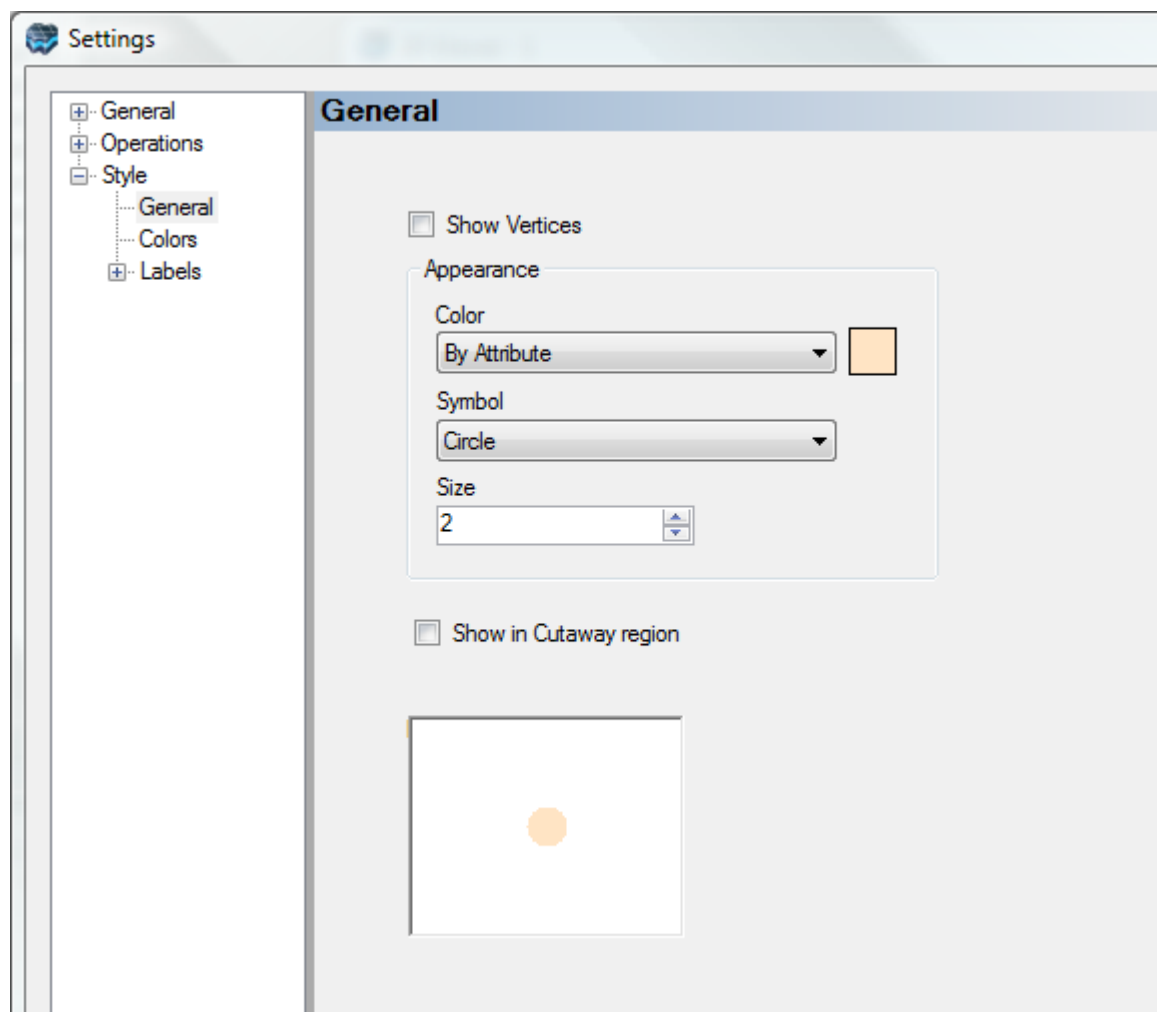 Settings
General
Operations
Style
General
Colors
Labels
General
Show Vertices
Appearance
Color
By Attribute
Symbol
Circle
Size
2
Show in Cutaway region